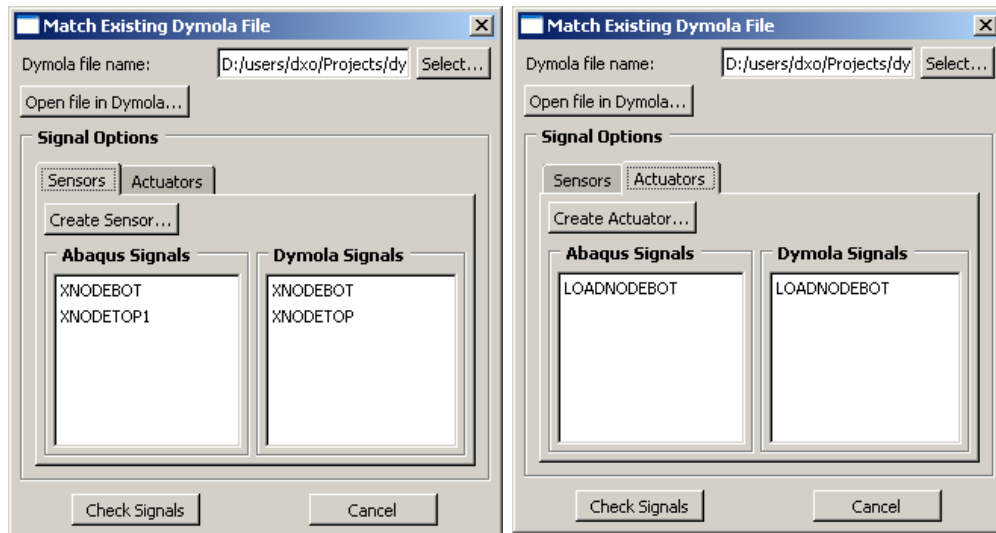 Match Existing Dymola File
Dymola file name: D:/users/dxo/Projects/dy Select...
Open file in Dymola...
Signal Options
Sensors Actuators
Create Sensor...
Abaqus Signals Dymola Signals
XNODEBOT XNODEBOT
XNODETOP1 XNODETOP
Check Signals Cancel
Match Existing Dymola File
Dymola file name: D:/users/dxo/Projects/dy Select...
Open file in Dymola...
Signal Options
Sensors Actuators
Create Actuator...
Abaqus Signals Dymola Signals
LOADNODEBOT LOADNODEBOT
Check Signals Cancel